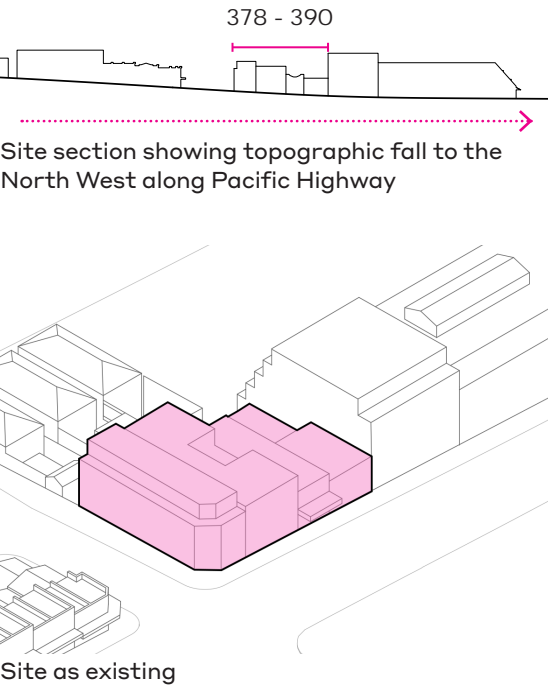 378 - 390
Site section showing topographic fall to the
North West along Pacific Highway
Site as existing